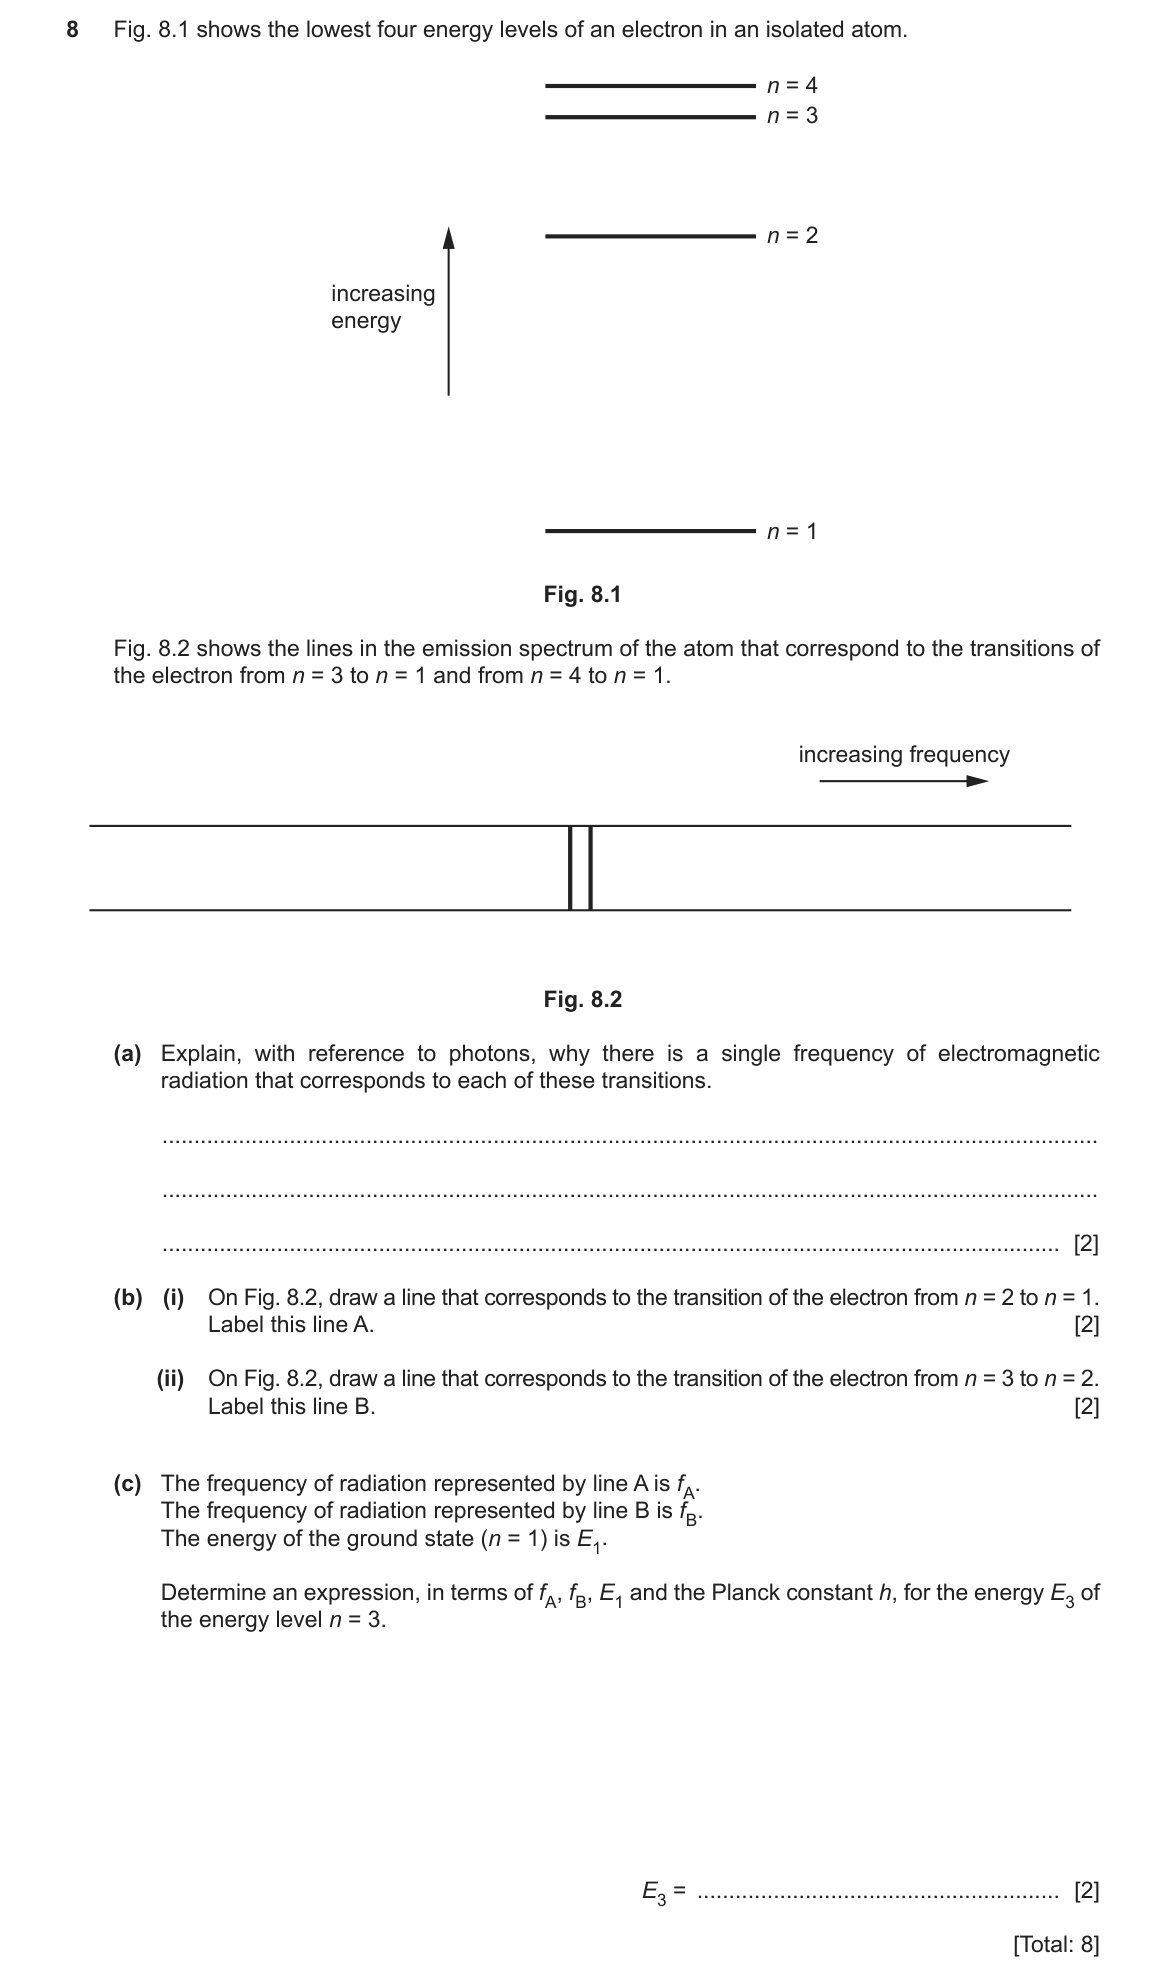 8 Fig. 8.1 shows the lowest four energy levels of an electron in an isolated atom.
n = 4
n = 3
n = 2
increasing
energy
n = 1
Fig. 8.1
Fig. 8.2 shows the lines in the emission spectrum of the atom that correspond to the transitions of
the electron from n = 3 to n = 1 and from n = 4 to n = 1.
increasing frequency
Fig. 8.2
(a) Explain, with reference to photons, why there is a single frequency of electromagnetic
radiation that corresponds to each of these transitions.
..........................................................................................................................................
..........................................................................................................................................
.................................................................................................................................... [2]
(b) (i) On Fig. 8.2, draw a line that corresponds to the transition of the electron from n = 2 to n = 1.
Label this line A. [2]
(ii) On Fig. 8.2, draw a line that corresponds to the transition of the electron from n = 3 to n = 2.
Label this line B. [2]
(c) The frequency of radiation represented by line A is f_A.
The frequency of radiation represented by line B is f_B.
The energy of the ground state (n = 1) is E_1.
Determine an expression, in terms of f_A, f_B, E_1 and the Planck constant h, for the energy E_3 of
the energy level n = 3.
E_3 = ......................................................... [2]
[Total: 8]